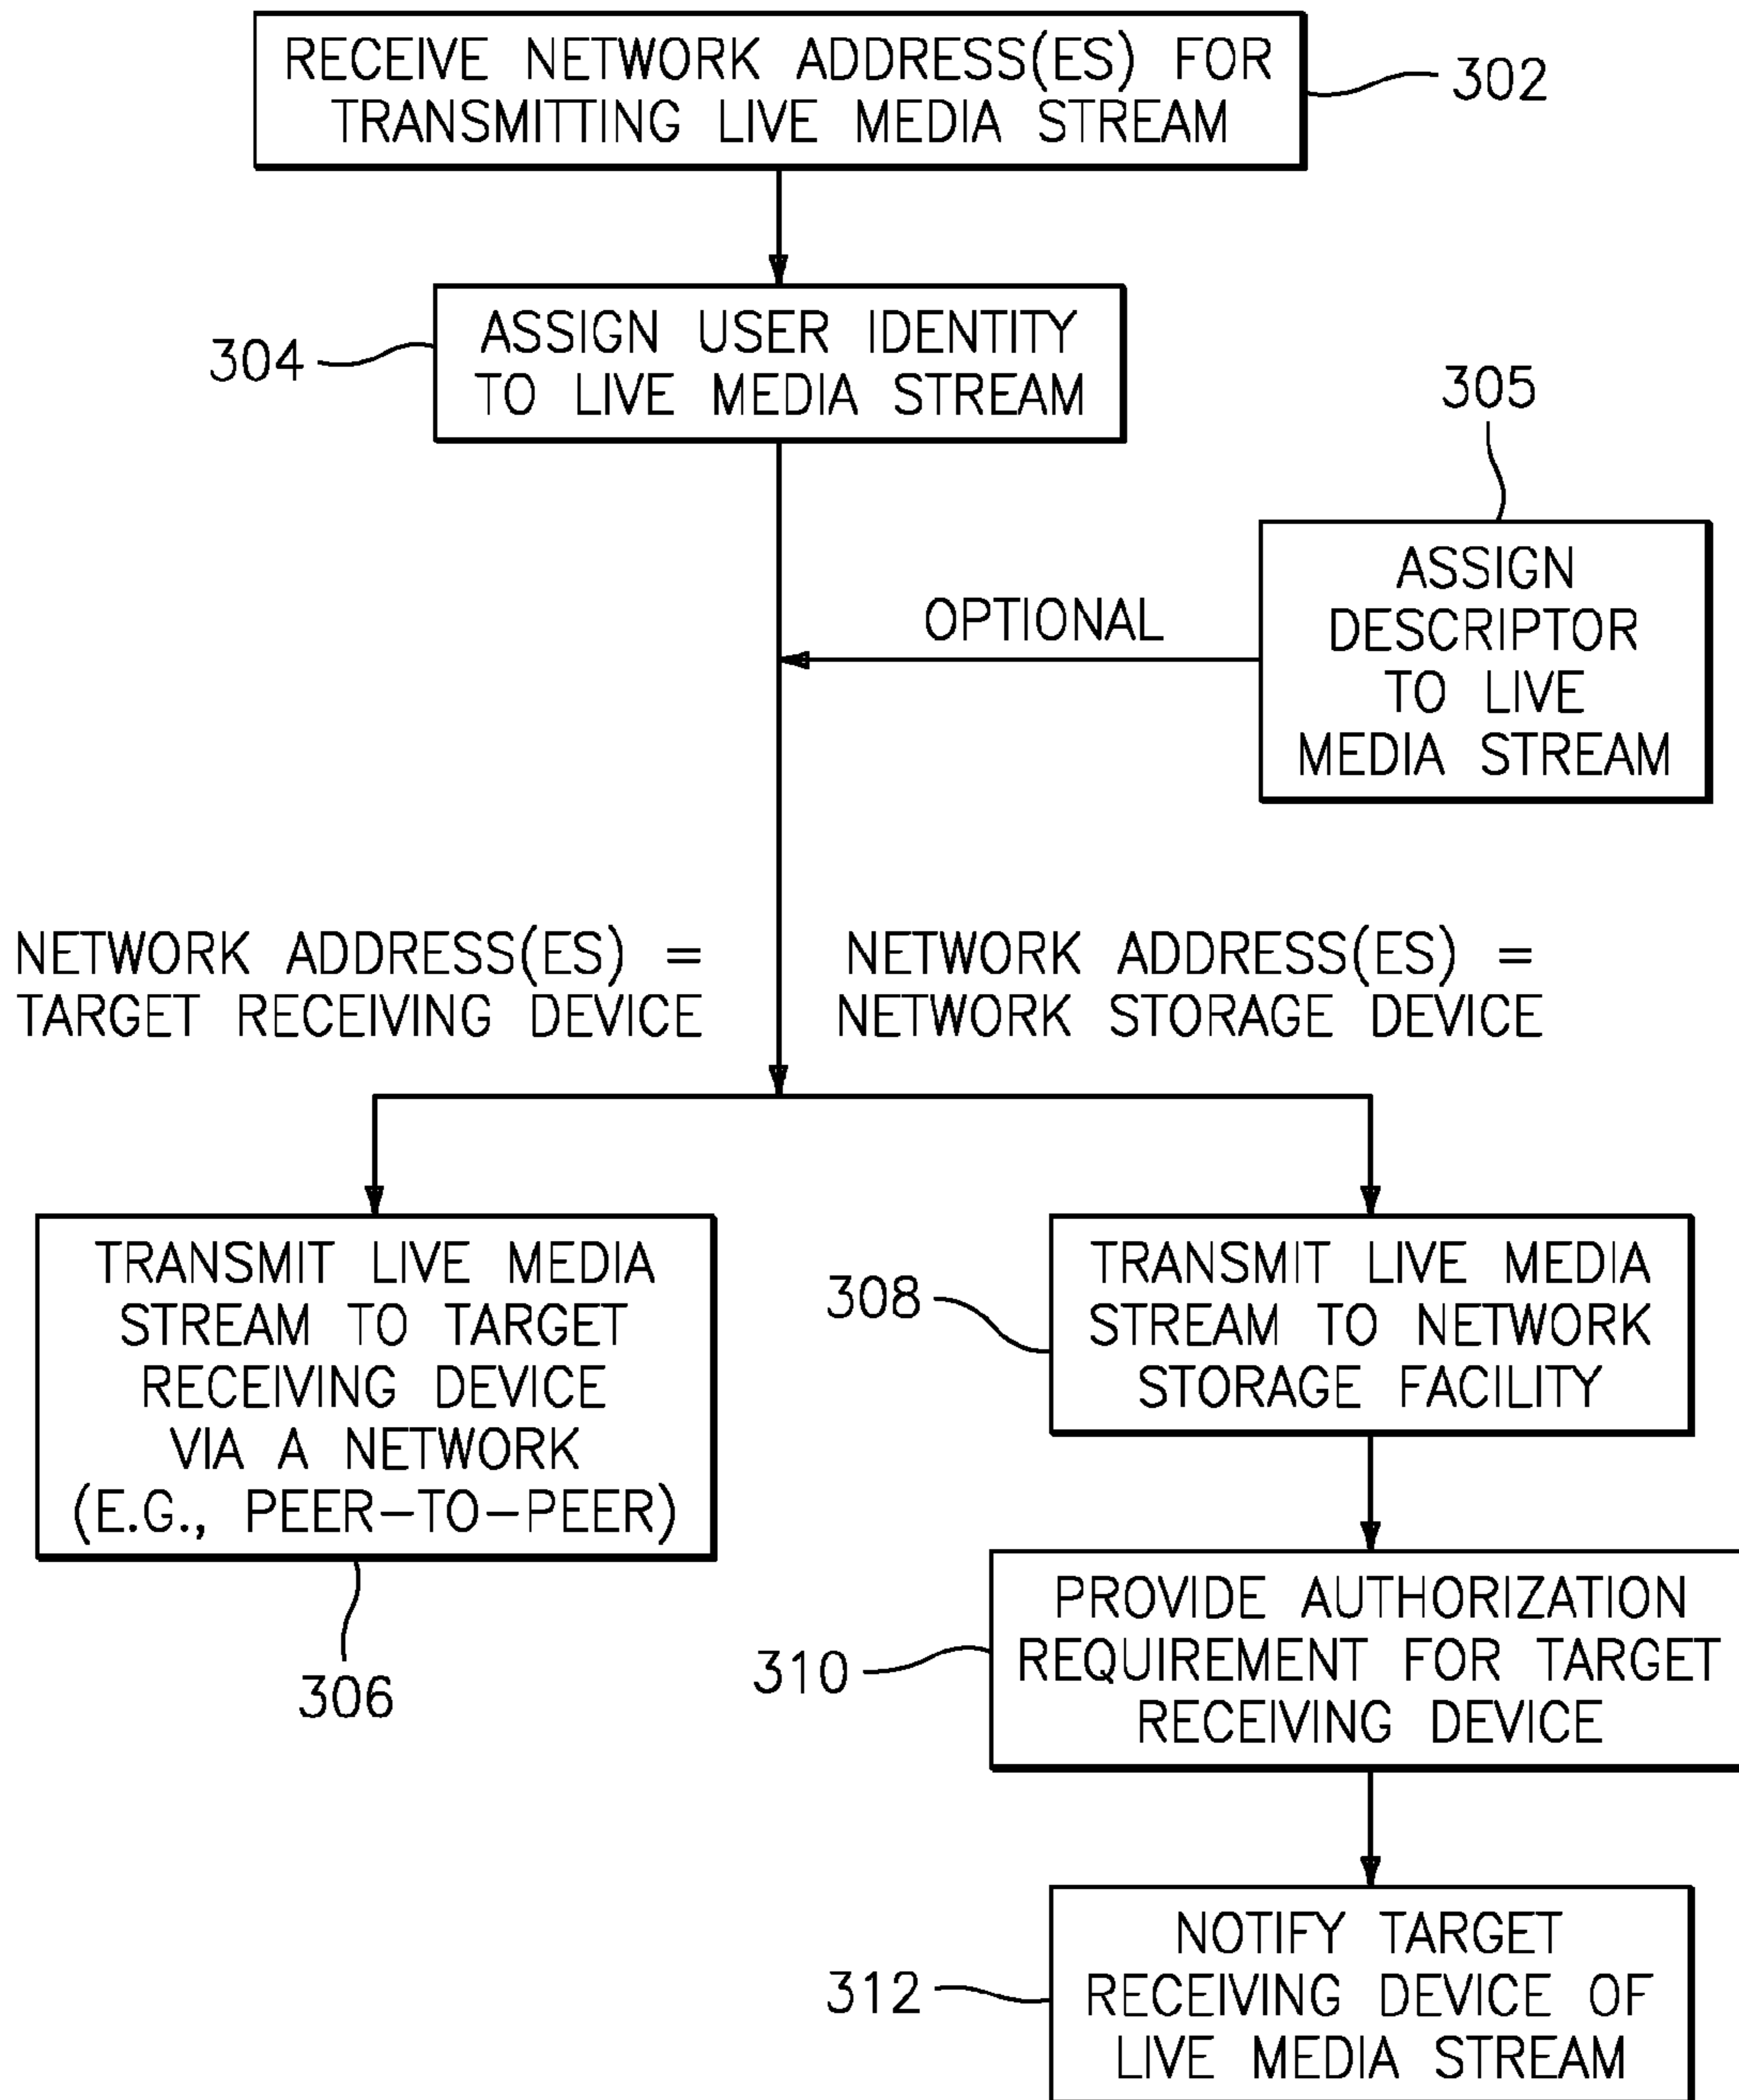 RECEIVE NETWORK ADDRESS(ES) FOR
TRANSMITTING LIVE MEDIA STREAM
302
ASSIGN USER IDENTITY
TO LIVE MEDIA STREAM
304
305
ASSIGN
DESCRIPTOR
TO LIVE
MEDIA STREAM
OPTIONAL
NETWORK ADDRESS(ES) =
TARGET RECEIVING DEVICE
NETWORK ADDRESS(ES) =
NETWORK STORAGE DEVICE
TRANSMIT LIVE MEDIA
STREAM TO TARGET
RECEIVING DEVICE
VIA A NETWORK
(E.G., PEER-TO-PEER)
306
308
TRANSMIT LIVE MEDIA
STREAM TO NETWORK
STORAGE FACILITY
310
PROVIDE AUTHORIZATION
REQUIREMENT FOR TARGET
RECEIVING DEVICE
312
NOTIFY TARGET
RECEIVING DEVICE OF
LIVE MEDIA STREAM